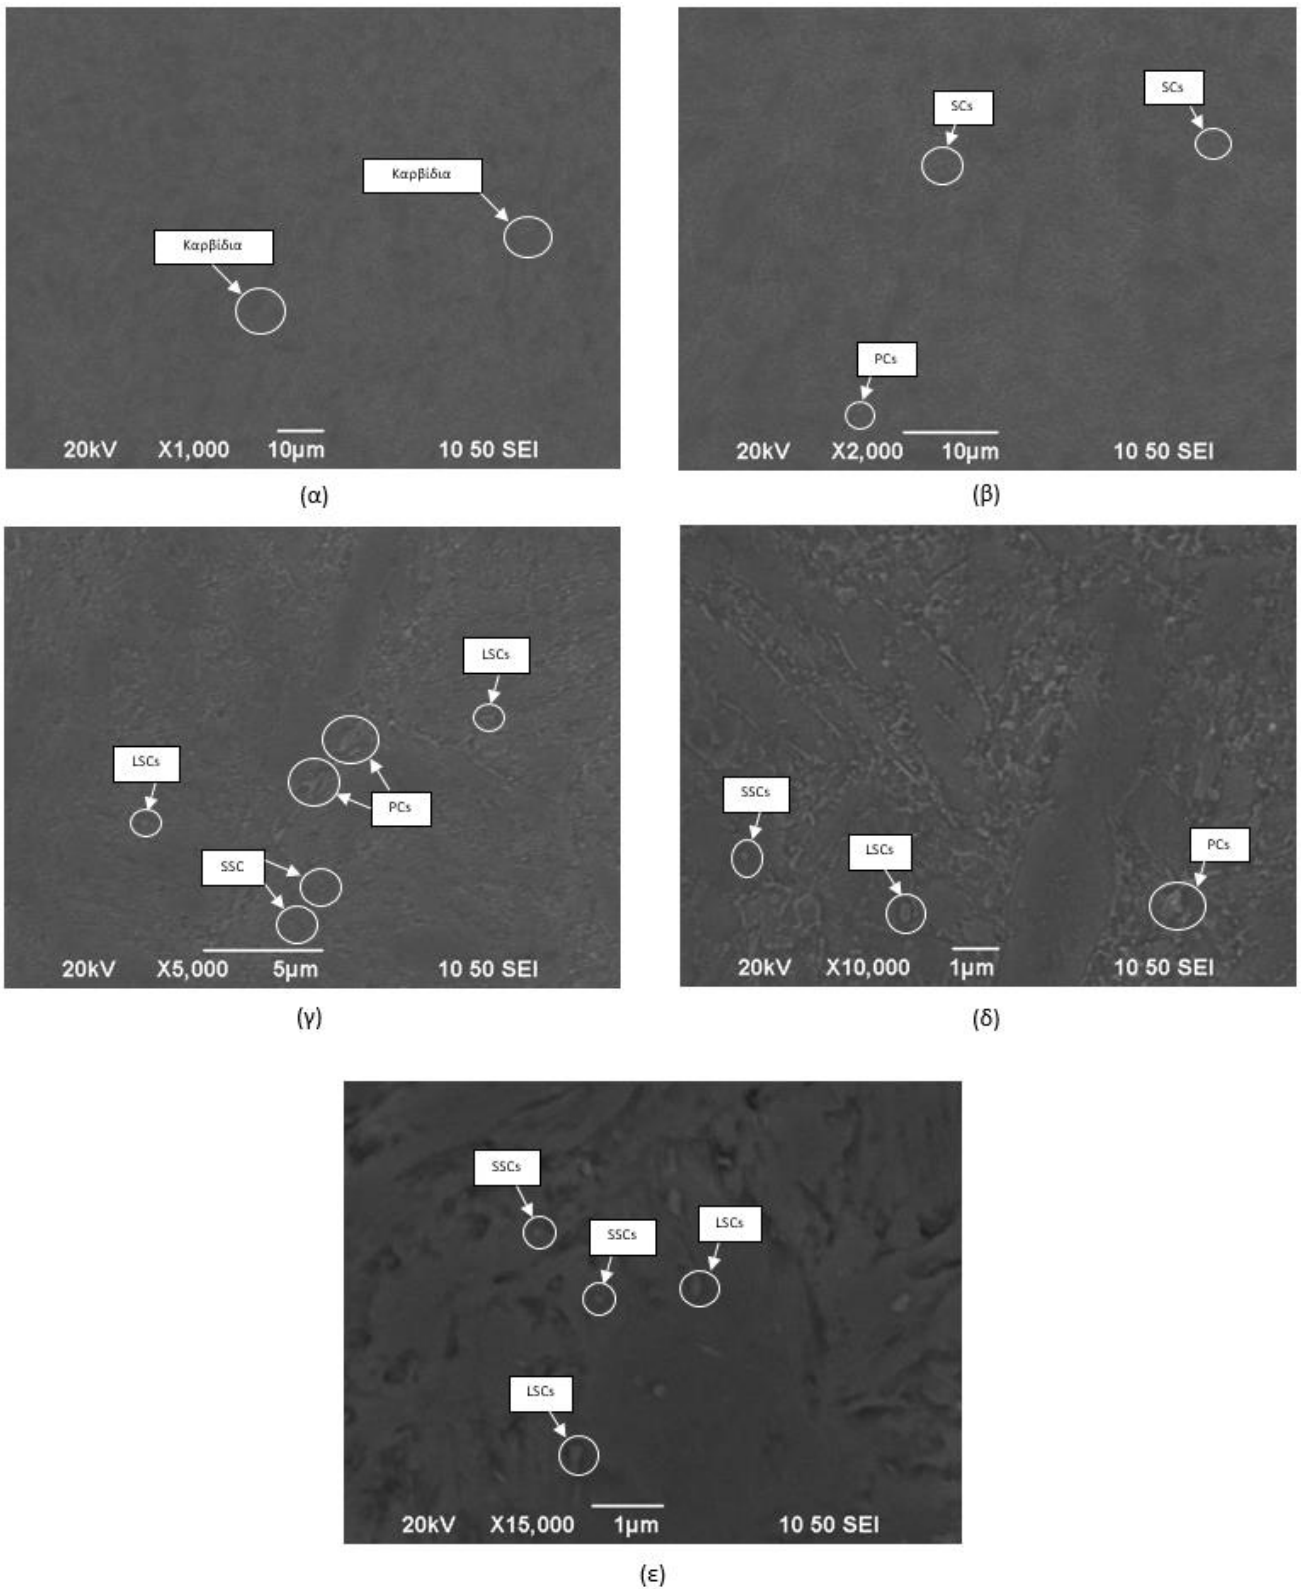 Καρβίδια
Καρβίδια
20kV X1,000 10μm 10 50 SEI
(α)
SCs
SCs
PCs
20kV X2,000 10μm 10 50 SEI
(β)
LSCs
LSCs
PCs
SSC
20kV X5,000 5μm 10 50 SEI
(γ)
SSCs
LSCs
PCs
20kV X10,000 1μm 10 50 SEI
(δ)
SSCs
SSCs
LSCs
LSCs
20kV X15,000 1μm 10 50 SEI
(ε)